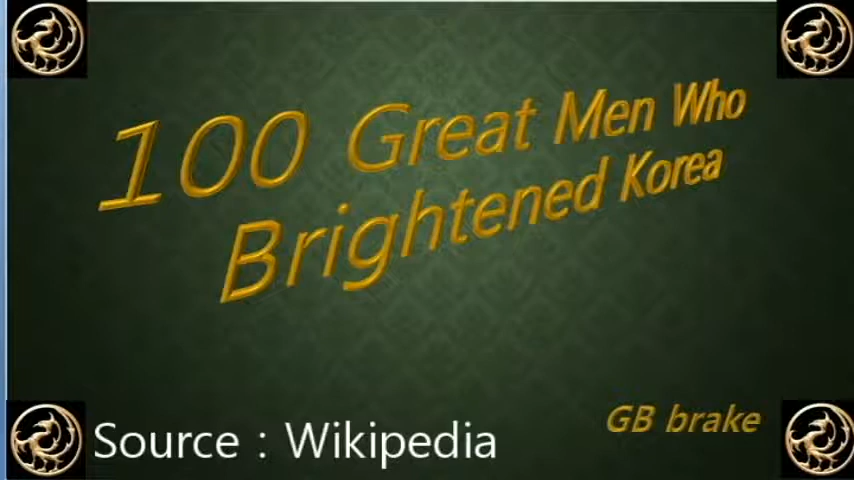 100 Great Men Who
Brightened Korea
GB brake
Source : Wikipedia